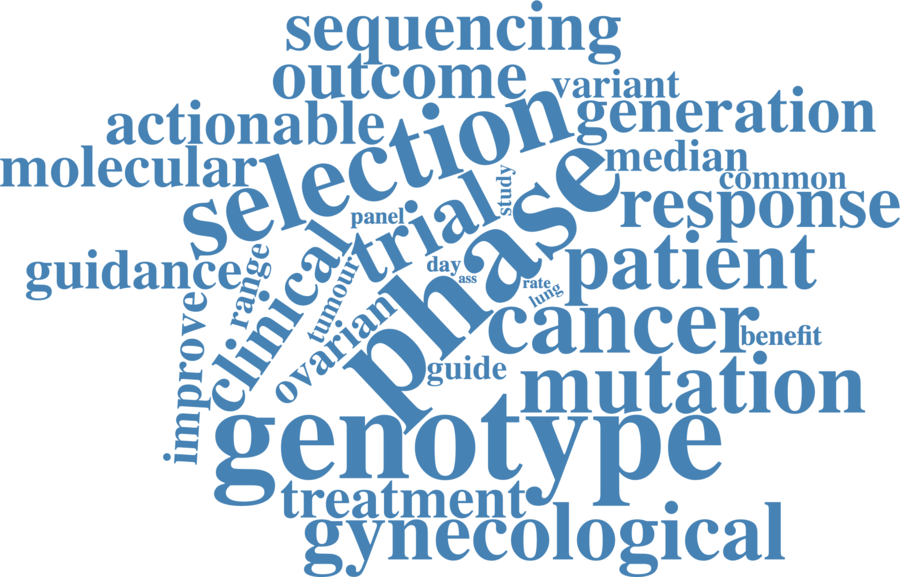 sequencing
outcome
variant
generation
actionable
selection
molecular
median
common
phase
study
response
panel
trial
guidance
range
clinical
tumour
day
ass
rate
lung
patient
improve
ovarian
cancer
benefit
guide
mutation
genotype
treatment
gynecological